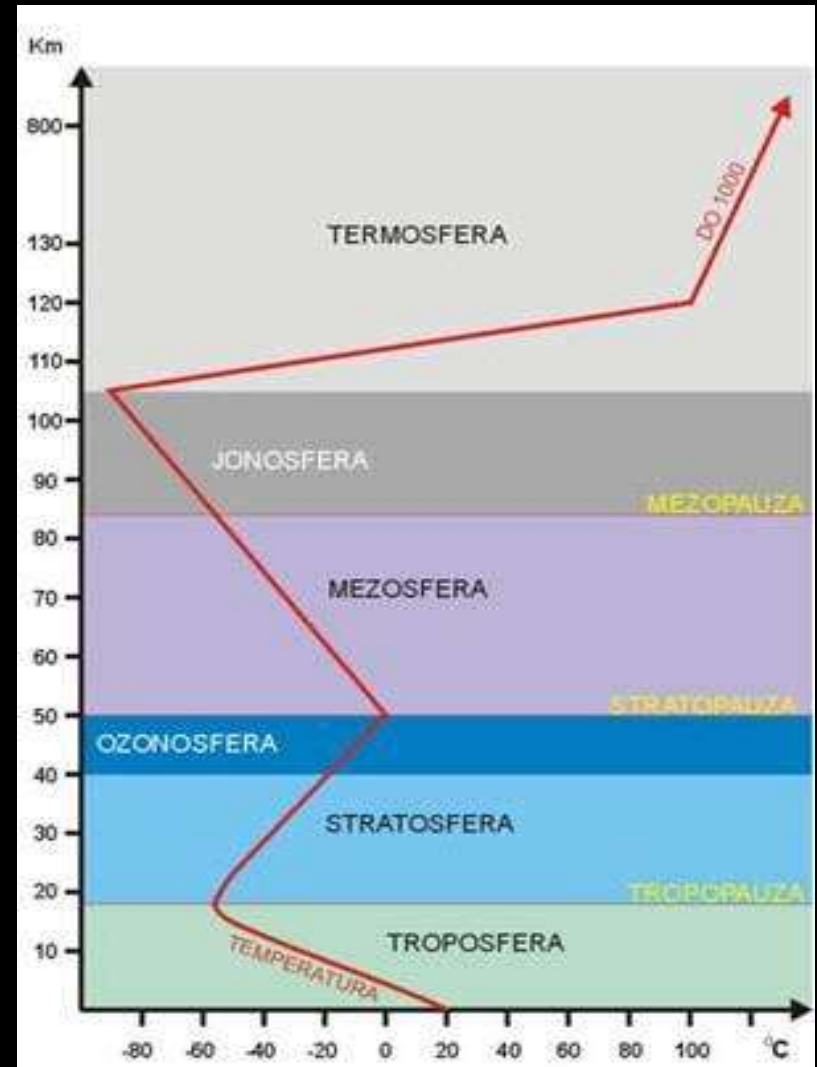 Km
800
DO 1000
TERMOSFERA
130
120
110
100
JONOSFERA
90
MEZOPAUZA
80
MEZOSFERA
70
60
STRATOPAUZA
50
OZONOSFERA
40
STRATOSFERA
30
20
TROPOPAUZA
TROPOSFERA
10
TEMPERATURA
-80 -60 -40 -20 0 20 40 60 80 100 °C